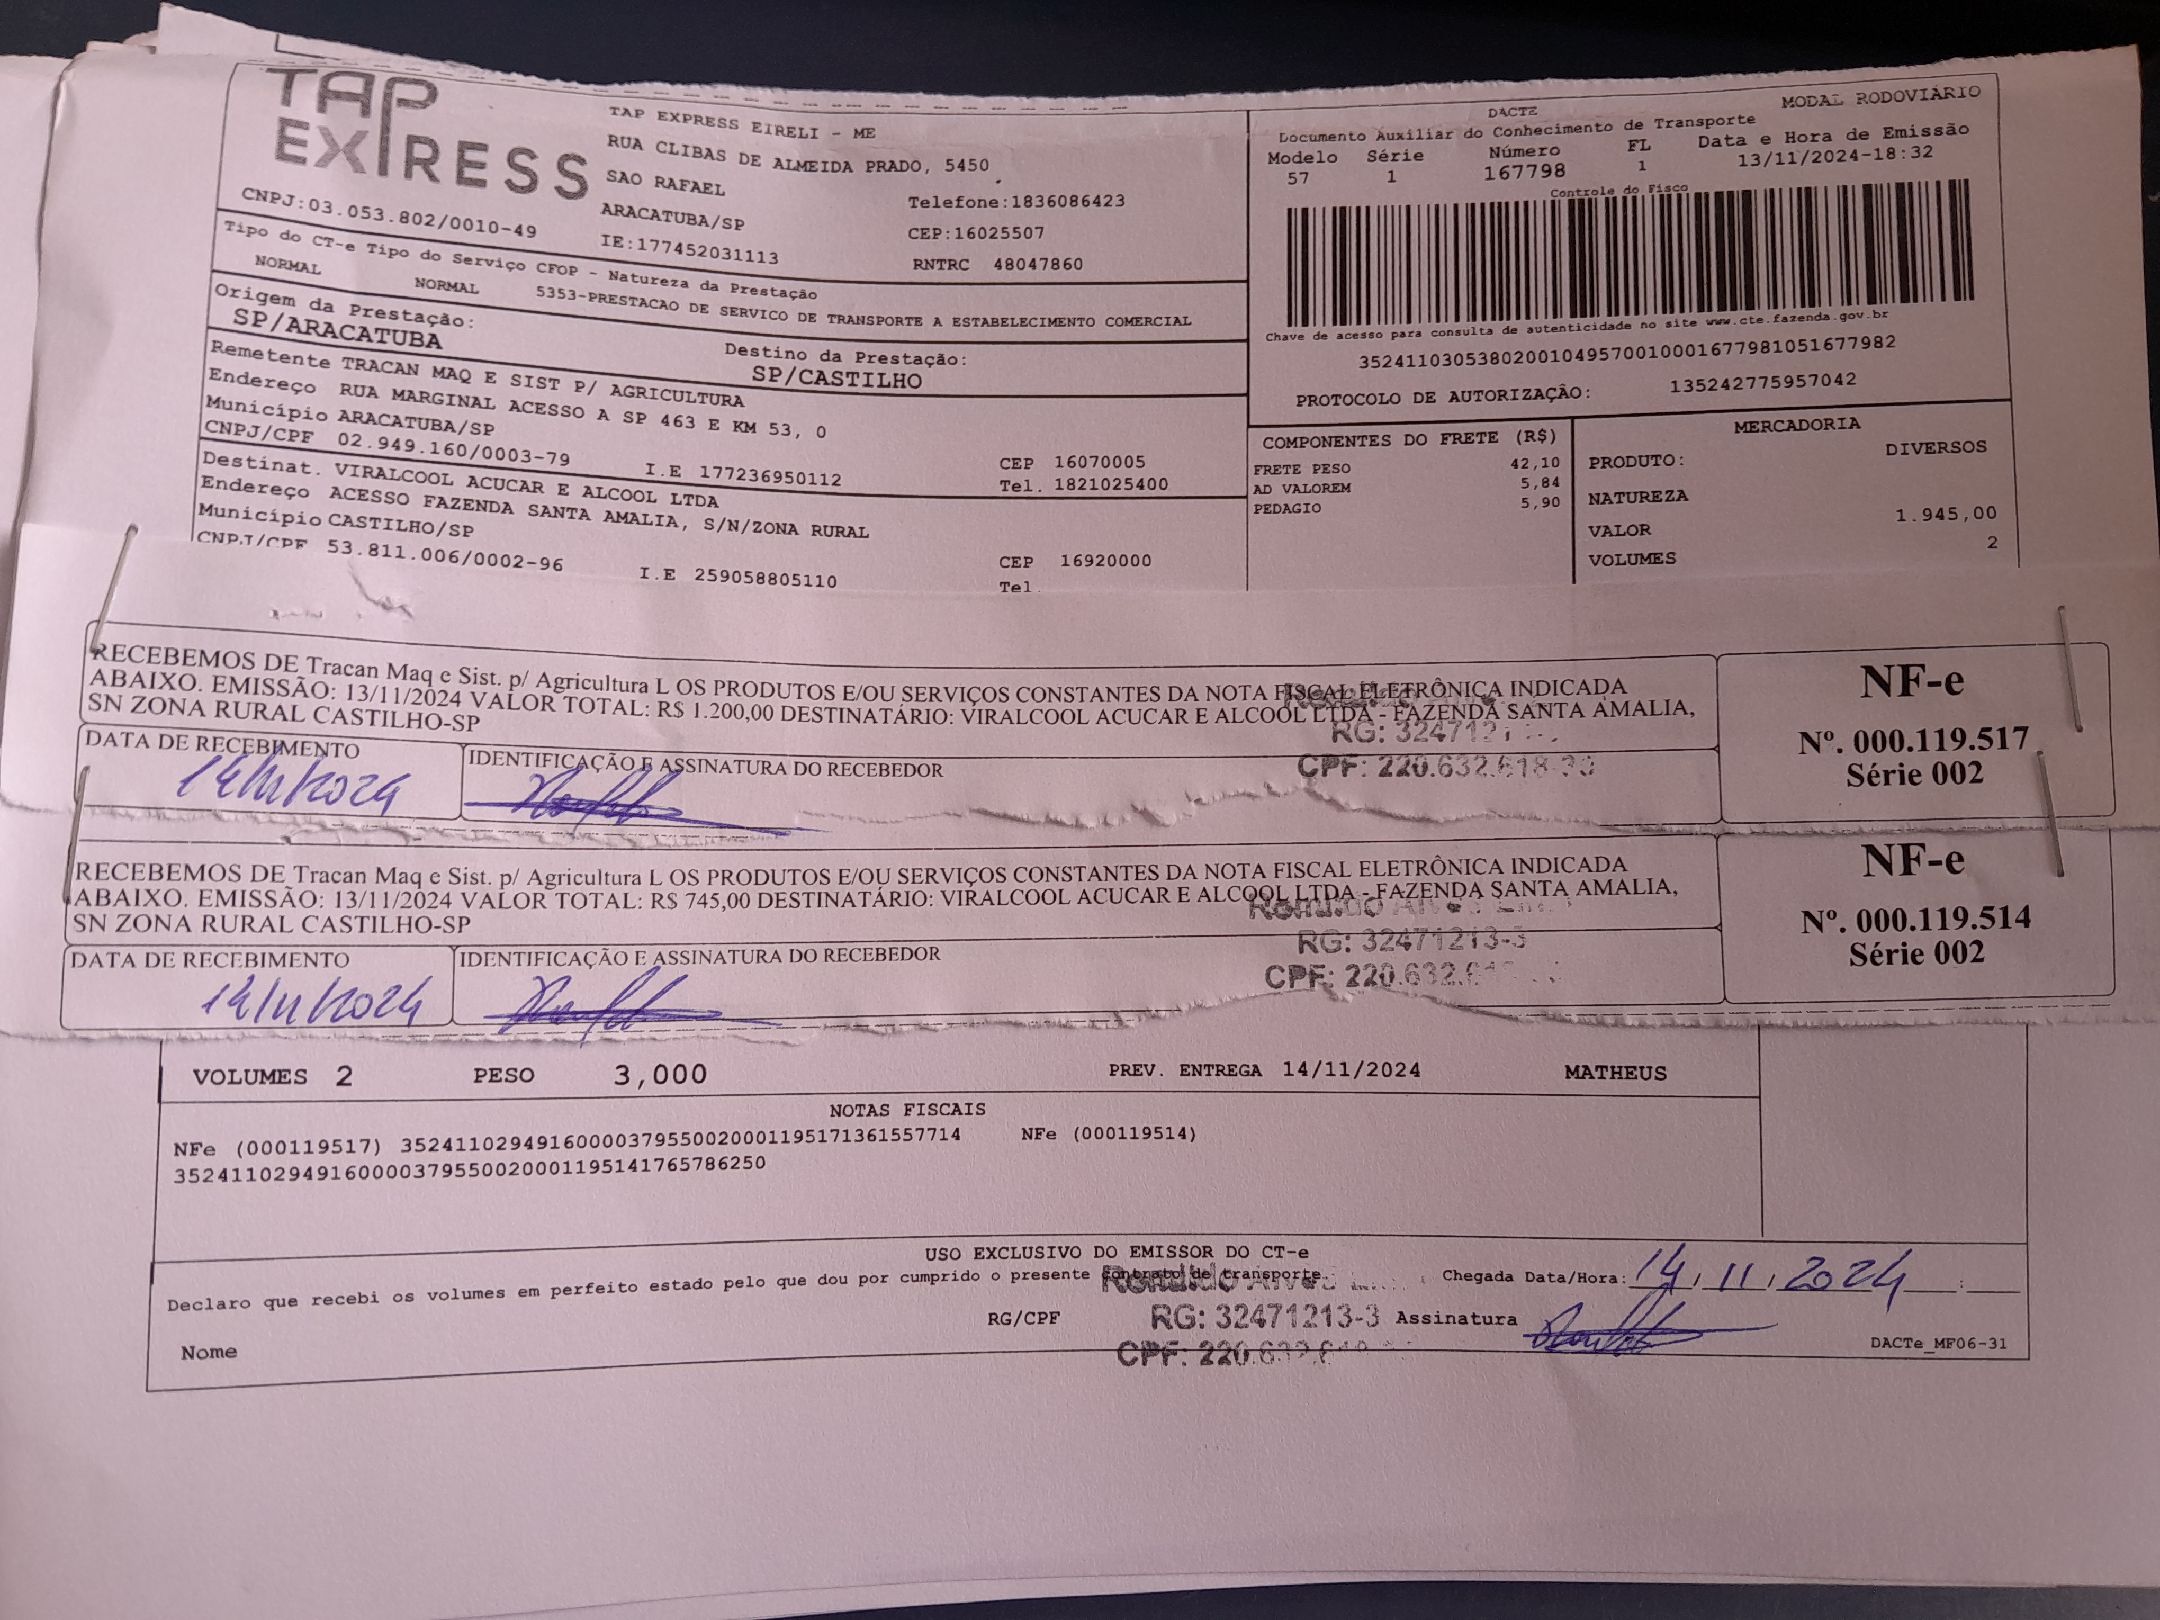 TAP
EXPRESS
CNPJ:03.053.802/0010-49
TAP EXPRESS EIRELI - ME
RUA CLIBAS DE ALMEIDA PRADO, 5450
SAO RAFAEL
Telefone:1836086423
ARACATUBA/SP
CEP:16025507
IE:177452031113
RNTRC 48047860
DACTE
MODAL RODOVIÁRIO
Documento Auxiliar do Conhecimento de Transporte
Modelo Série Número FL Data e Hora de Emissão
57 1 167798 1 13/11/2024-18:32
Controle do Fisco
Chave de acesso para consulta de autenticidade no site www.cte.fazenda.gov.br
35241103053802001049570010001677981051677982
PROTOCOLO DE AUTORIZAÇÂO: 135242775957042
Tipo do CT-e Tipo do Serviço CFOP - Natureza da Prestação
NORMAL NORMAL 5353-PRESTACAO DE SERVICO DE TRANSPORTE A ESTABELECIMENTO COMERCIAL
Origem da Prestação:
SP/ARACATUBA
Destino da Prestação:
SP/CASTILHO
Remetente TRACAN MAQ E SIST P/ AGRICULTURA
Endereço RUA MARGINAL ACESSO A SP 463 E KM 53, 0
Município ARACATUBA/SP
CEP 16070005
CNPJ/CPF 02.949.160/0003-79 I.E 177236950112 Tel. 1821025400
Destinat. VIRALCOOL ACUCAR E ALCOOL LTDA
Endereço ACESSO FAZENDA SANTA AMALIA, S/N/ZONA RURAL
Município CASTILHO/SP
CEP 16920000
CNPJ/CPF 53.811.006/0002-96 I.E 259058805110 Tel
COMPONENTES DO FRETE (R$)
FRETE PESO 42,10
AD VALOREM 5,84
PEDAGIO 5,90
MERCADORIA
PRODUTO: DIVERSOS
NATUREZA
VALOR 1.945,00
VOLUMES 2
RECEBEMOS DE Tracan Maq e Sist. p/ Agricultura L OS PRODUTOS E/OU SERVIÇOS CONSTANTES DA NOTA FISCAL ELETRÔNICA INDICADA
ABAIXO. EMISSÃO: 13/11/2024 VALOR TOTAL: R$ 1.200,00 DESTINATÁRIO: VIRALCOOL ACUCAR E ALCOOL LTDA - FAZENDA SANTA AMALIA,
SN ZONA RURAL CASTILHO-SP
RG: 3247121
DATA DE RECEBIMENTO
IDENTIFICAÇÃO E ASSINATURA DO RECEBEDOR
CPF: 220.632.618-
14/11/2024
NF-e
Nº. 000.119.517
Série 002
RECEBEMOS DE Tracan Maq e Sist. p/ Agricultura L OS PRODUTOS E/OU SERVIÇOS CONSTANTES DA NOTA FISCAL ELETRÔNICA INDICADA
ABAIXO. EMISSÃO: 13/11/2024 VALOR TOTAL: R$ 745,00 DESTINATÁRIO: VIRALCOOL ACUCAR E ALCOOL LTDA - FAZENDA SANTA AMALIA,
SN ZONA RURAL CASTILHO-SP
RG: 32471213-3
DATA DE RECEBIMENTO
IDENTIFICAÇÃO E ASSINATURA DO RECEBEDOR
CPF: 220.632.6
14/11/2024
NF-e
Nº. 000.119.514
Série 002
VOLUMES 2 PESO 3,000 PREV. ENTREGA 14/11/2024 MATHEUS
NOTAS FISCAIS
NFe (000119517) 35241102949160000379550020001195171361557714 NFe (000119514)
35241102949160000379550020001195141765786250
USO EXCLUSIVO DO EMISSOR DO CT-e
Declaro que recebi os volumes em perfeito estado pelo que dou por cumprido o presente contrato de transporte.
Chegada Data/Hora: 14/11/2024
RG/CPF
RG: 32471213-3
Assinatura
CPF: 220.632.618
Nome
DACTe_MF06-31